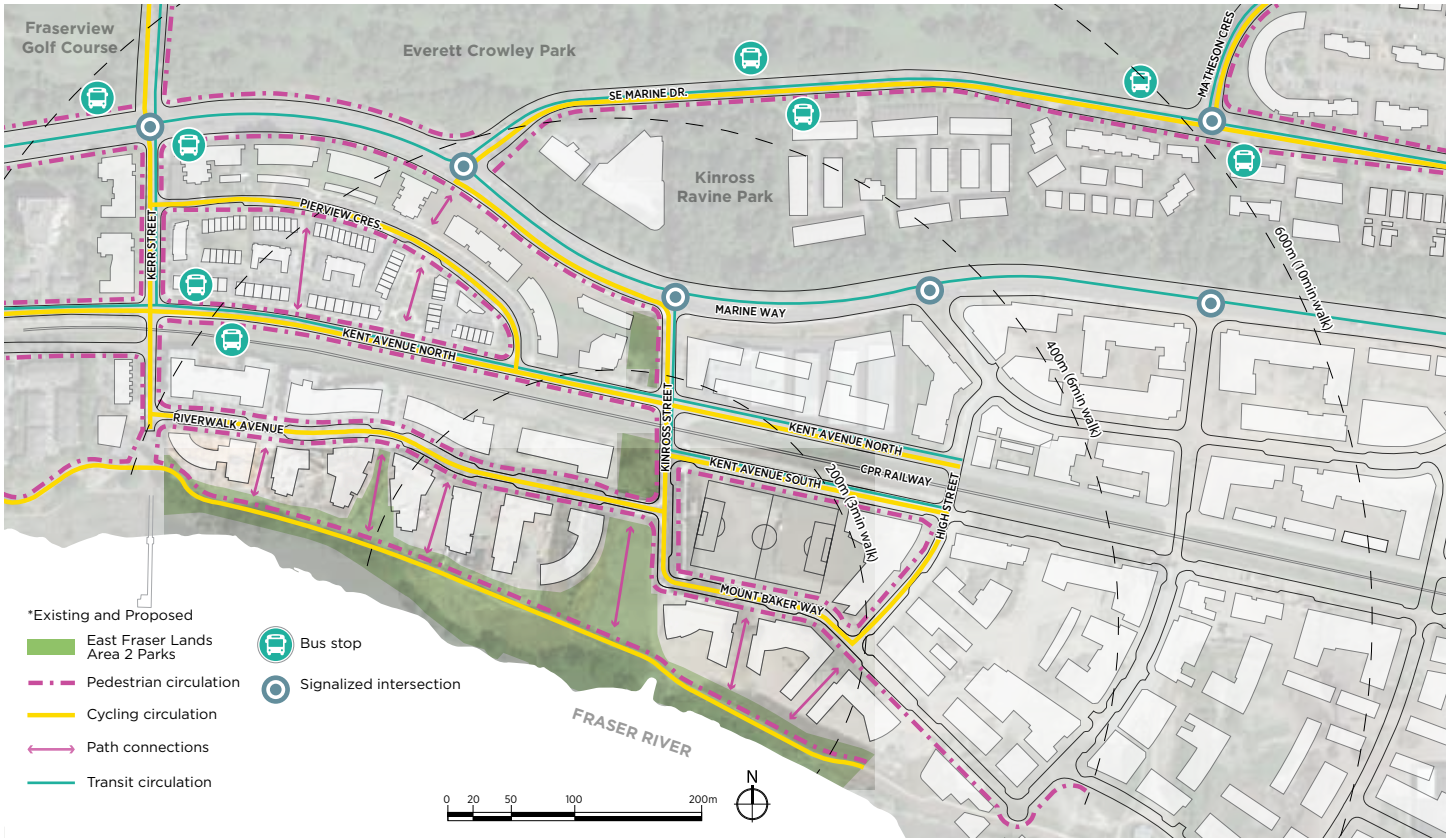 Fraserview
Golf Course
Everett Crowley Park
MATHESON CRES
SE MARINE DR.
Kinross
Ravine Park
PIERVIEW CRES.
KERR STREET
600m (10min walk)
MARINE WAY
KENT AVENUE NORTH
400m (6min walk)
KINROSS STREET
RIVERWALK AVENUE
KENT AVENUE NORTH
CPR RAILWAY
KENT AVENUE SOUTH
200m (3min walk)
HIGH STREET
MOUNT BAKER WAY
*Existing and Proposed
East Fraser Lands
Area 2 Parks
Bus stop
Pedestrian circulation
Signalized intersection
Cycling circulation
Path connections
Transit circulation
FRASER RIVER
N
0 20 50 100 200m